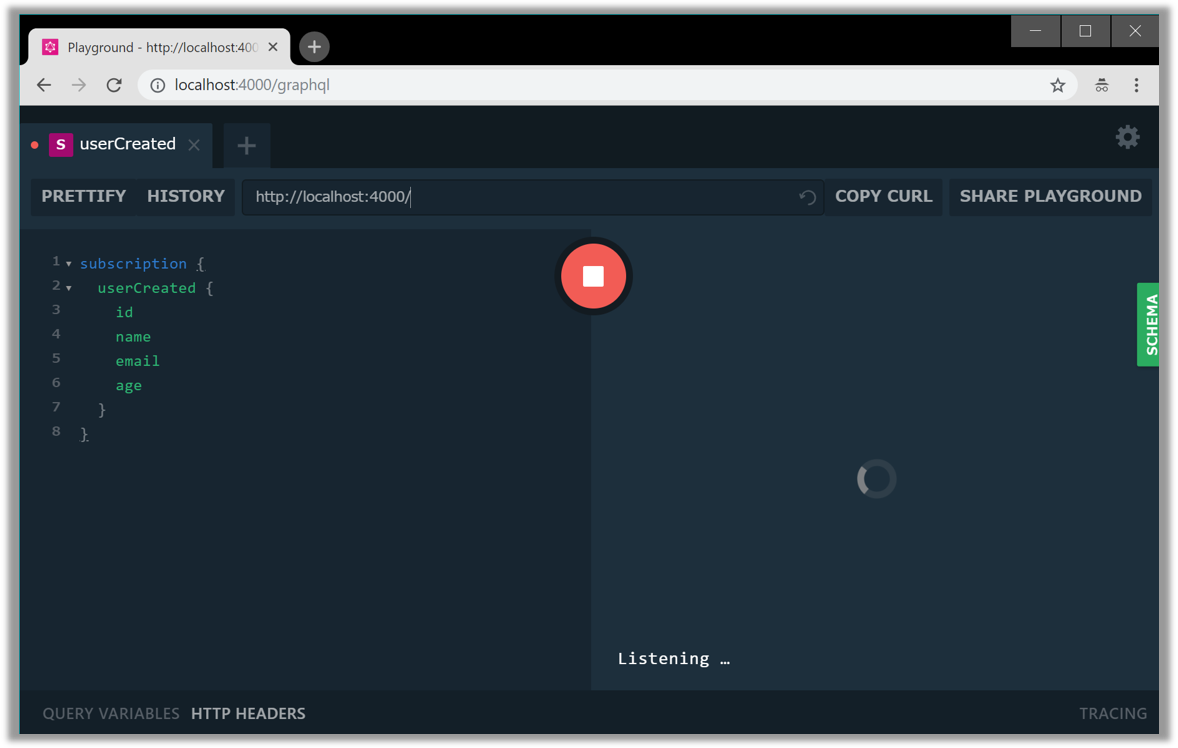 Playground - http://localhost:400
localhost:4000/graphql
S userCreated
PRETTIFY HISTORY http://localhost:4000/ COPY CURL SHARE PLAYGROUND
1 subscription {
2 userCreated {
3 id
4 name
5 email
6 age
7 }
8 }
SCHEMA
Listening …
QUERY VARIABLES HTTP HEADERS TRACING